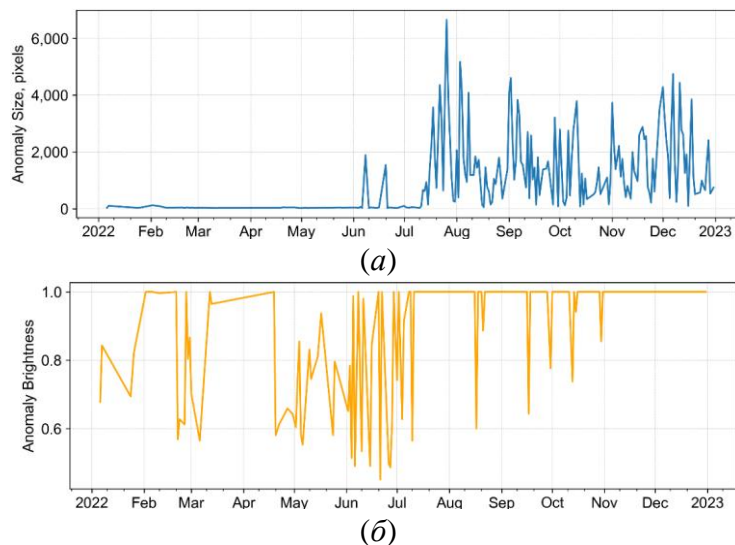 Anomaly Size, pixels
6,000
4,000
2,000
0
2022 Feb Mar Apr May Jun Jul Aug Sep Oct Nov Dec 2023
(а)
Anomaly Brightness
1.0
0.8
0.6
2022 Feb Mar Apr May Jun Jul Aug Sep Oct Nov Dec 2023
(б)